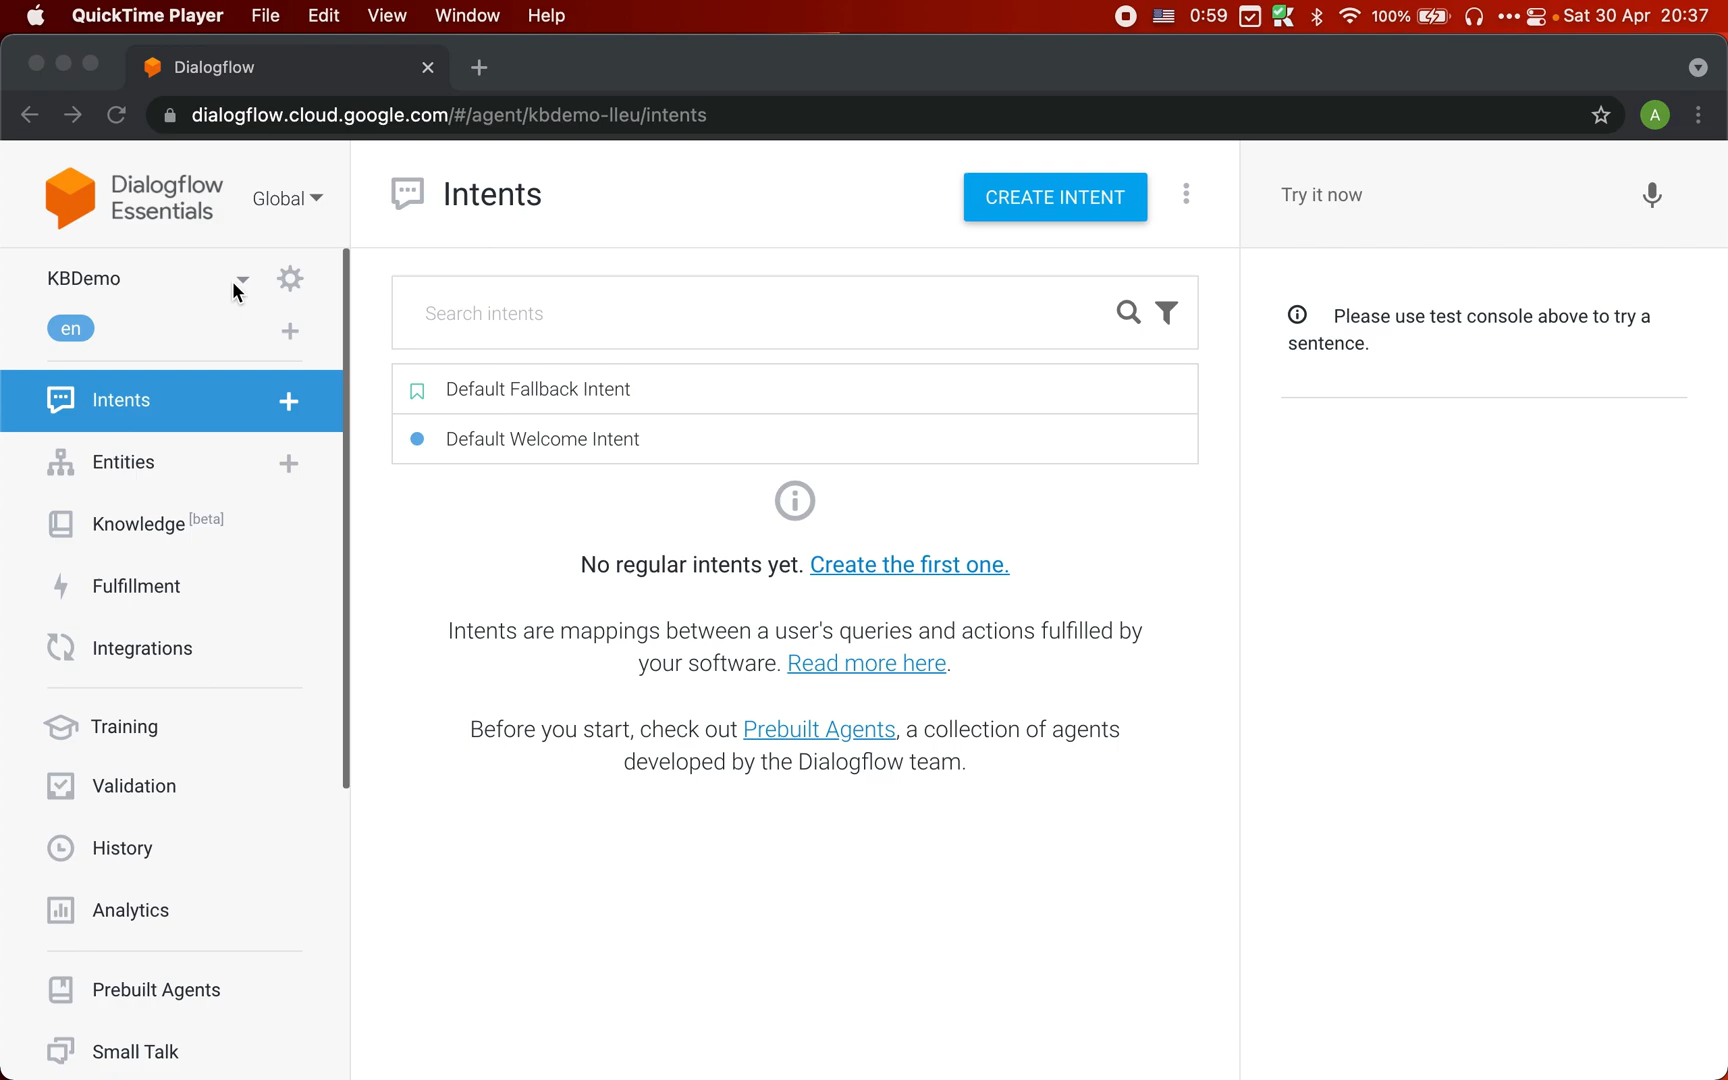 QuickTime Player File Edit View Window Help 0:59 100% Sat 30 Apr 20:37
Dialogflow
dialogflow.cloud.google.com/#/agent/kbdemo-lleu/intents
A
Dialogflow
Essentials
Global
Intents
CREATE INTENT
Try it now
KBDemo
en
Search intents
Please use test console above to try a
sentence.
Intents
Entities
Knowledge [beta]
Fulfillment
Integrations
Training
Validation
History
Analytics
Prebuilt Agents
Small Talk
Default Fallback Intent
Default Welcome Intent
No regular intents yet. Create the first one.
Intents are mappings between a user's queries and actions fulfilled by
your software. Read more here.
Before you start, check out Prebuilt Agents, a collection of agents
developed by the Dialogflow team.